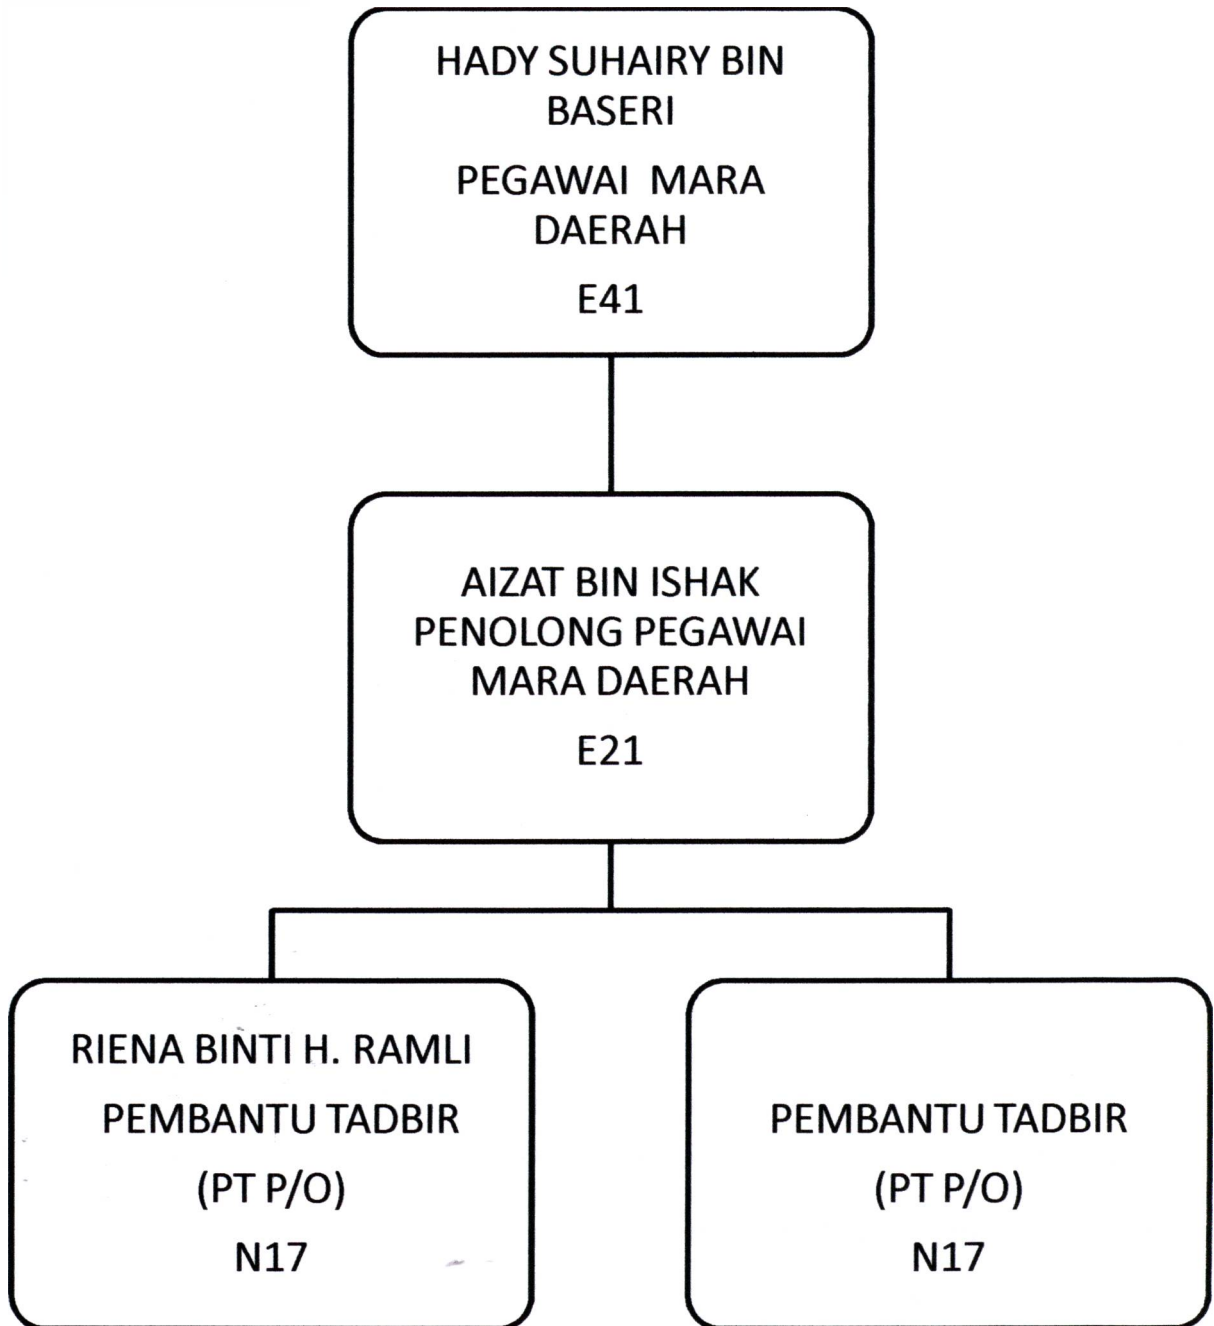 HADY SUHAIRY BIN
BASERI
PEGAWAI MARA
DAERAH
E41
AIZAT BIN ISHAK
PENOLONG PEGAWAI
MARA DAERAH
E21
RIENA BINTI H. RAMLI
PEMBANTU TADBIR
(PT P/O)
N17
PEMBANTU TADBIR
(PT P/O)
N17